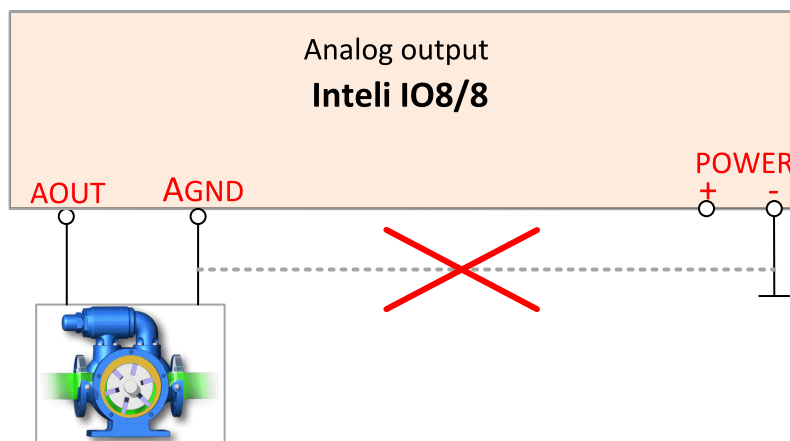 Analog output
Inteli IO8/8
POWER
AOUT AGND + -